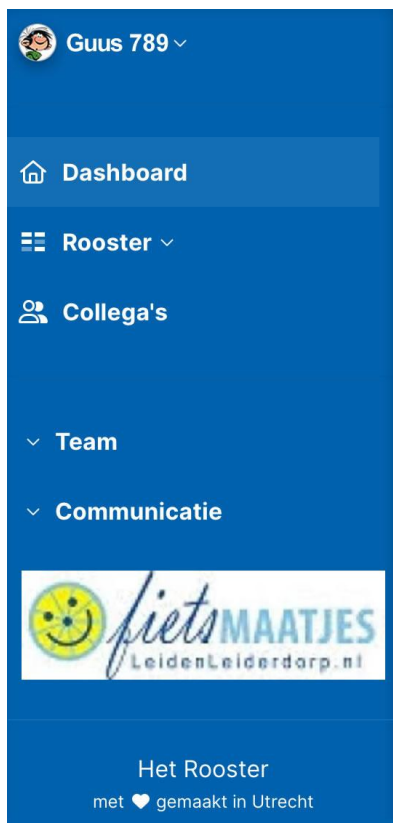 Guus 789
Dashboard
Rooster
Collega's
Team
Communicatie
fietsMAATJES
LeidenLeiderdorp.nl
Het Rooster
met ♥ gemaakt in Utrecht